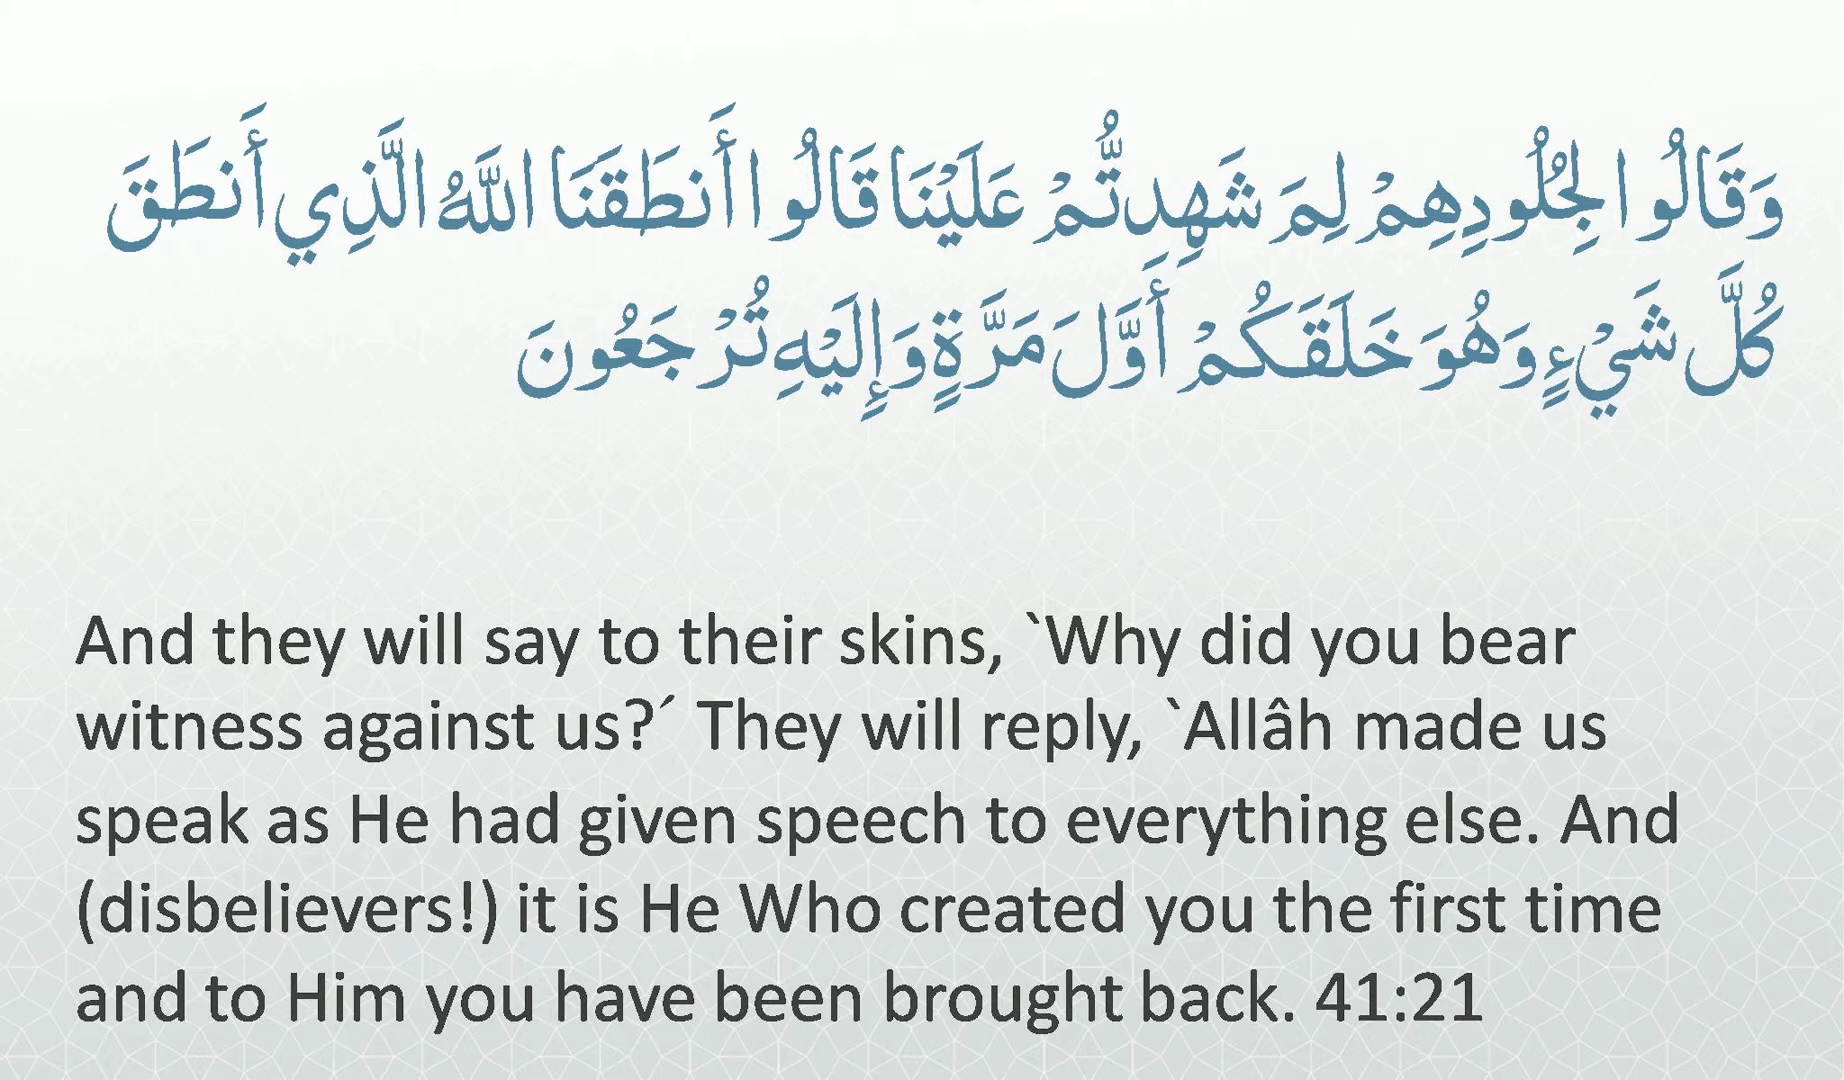 وَقَالُوا لِجُلُودِهِمْ لِمَ شَهِدتُّمْ عَلَيْنَا قَالُوا أَنطَقَنَا اللَّهُ الَّذِي أَنطَقَ
كُلَّ شَيْءٍ وَهُوَ خَلَقَكُمْ أَوَّلَ مَرَّةٍ وَإِلَيْهِ تُرْجَعُونَ
And they will say to their skins, `Why did you bear
witness against us?´ They will reply, `Allâh made us
speak as He had given speech to everything else. And
(disbelievers!) it is He Who created you the first time
and to Him you have been brought back. 41:21